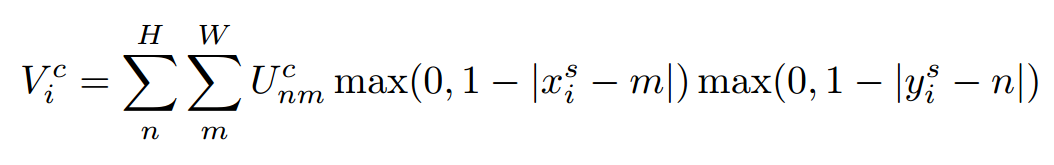 V_i^c = \sum_n^H \sum_m^W U_{nm}^c \max(0, 1 - |x_i^s - m|) \max(0, 1 - |y_i^s - n|)